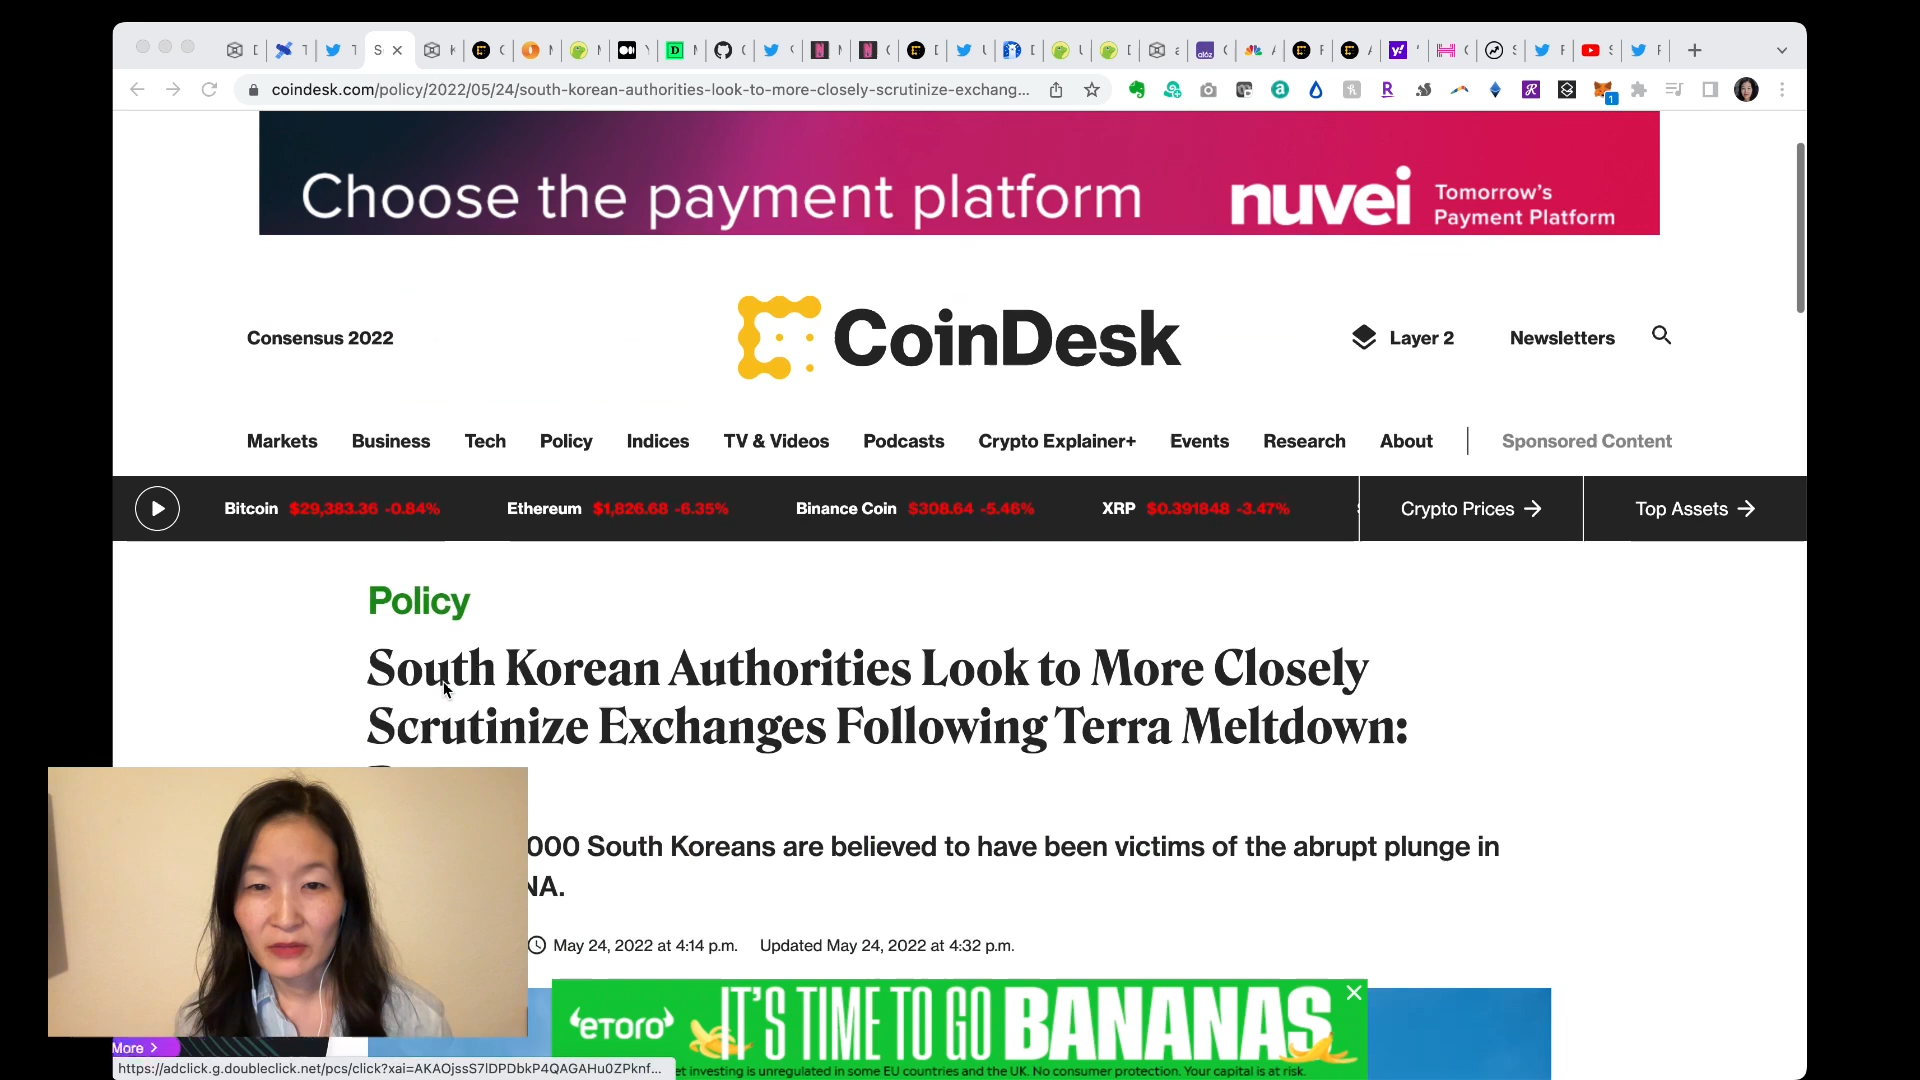 coindesk.com/policy/2022/05/24/south-korean-authorities-look-to-more-closely-scrutinize-exchang...
Choose the payment platform
nuvei
Tomorrow's
Payment Platform
Consensus 2022
CoinDesk
Layer 2
Newsletters
Markets Business Tech Policy Indices TV & Videos Podcasts Crypto Explainer+ Events Research About Sponsored Content
Bitcoin $29,383.36 -0.84% Ethereum $1,826.68 -6.35% Binance Coin $308.64 -5.46% XRP $0.391848 -3.47% Crypto Prices → Top Assets →
Policy
South Korean Authorities Look to More Closely
Scrutinize Exchanges Following Terra Meltdown:
000 South Koreans are believed to have been victims of the abrupt plunge in
NA.
May 24, 2022 at 4:14 p.m. Updated May 24, 2022 at 4:32 p.m.
eToro
IT'S TIME TO GO BANANAS
investing is unregulated in some EU countries and the UK. No consumer protection. Your capital is at risk.
More >
https://adclick.g.doubleclick.net/pcs/click?xai=AKAOjssS7lDPDbkP4QAGAHu0ZPknf...